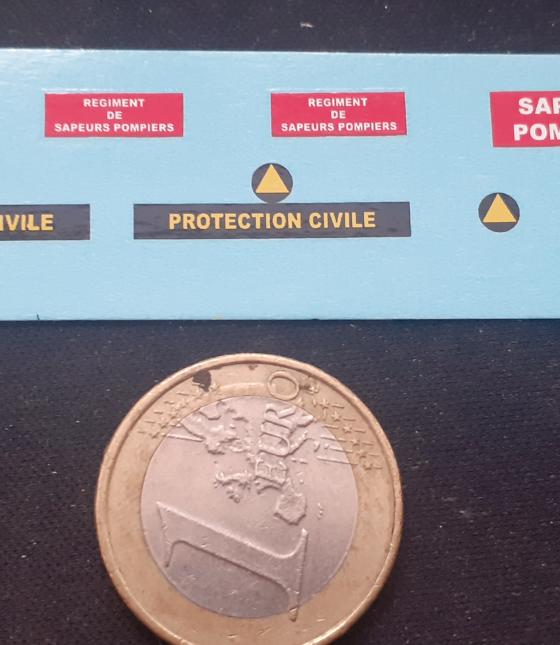 REGIMENT
DE
SAPEURS POMPIERS
REGIMENT
DE
SAPEURS POMPIERS
SAP
POM
IVILE
PROTECTION CIVILE
1
EURO